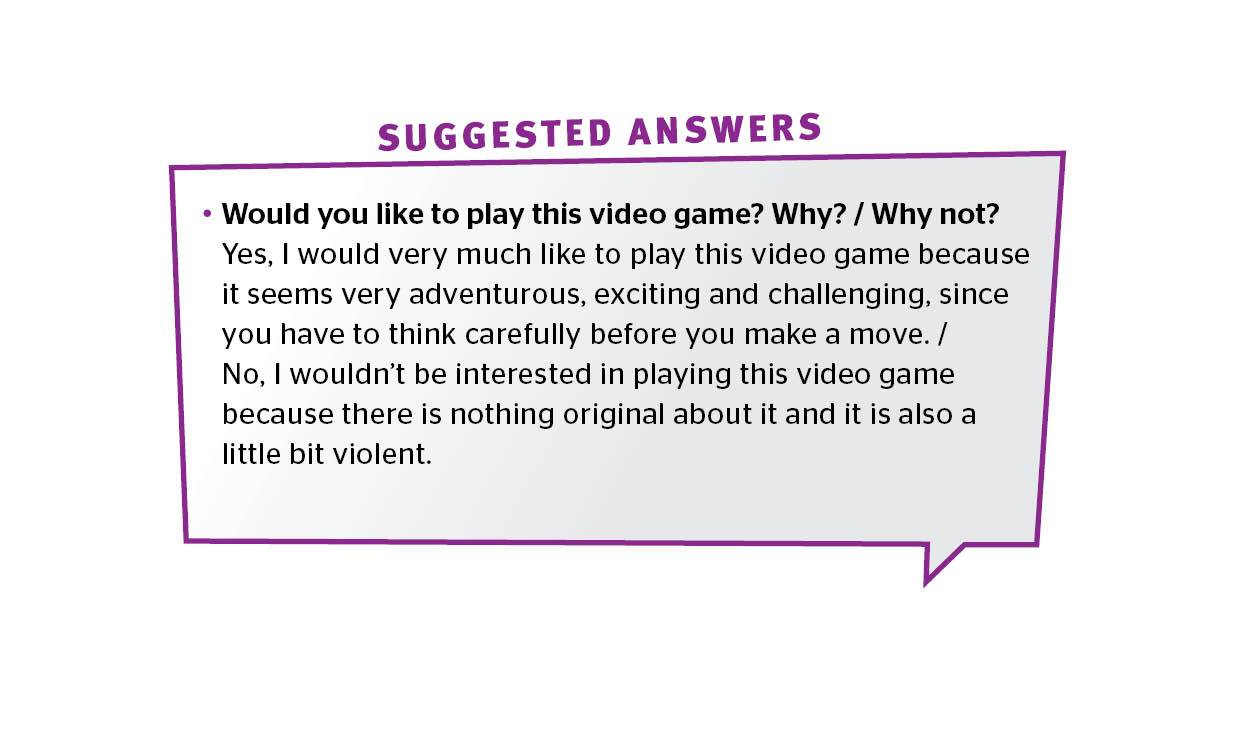 SUGGESTED ANSWERS
• Would you like to play this video game? Why? / Why not?
Yes, I would very much like to play this video game because
it seems very adventurous, exciting and challenging, since
you have to think carefully before you make a move. /
No, I wouldn’t be interested in playing this video game
because there is nothing original about it and it is also a
little bit violent.